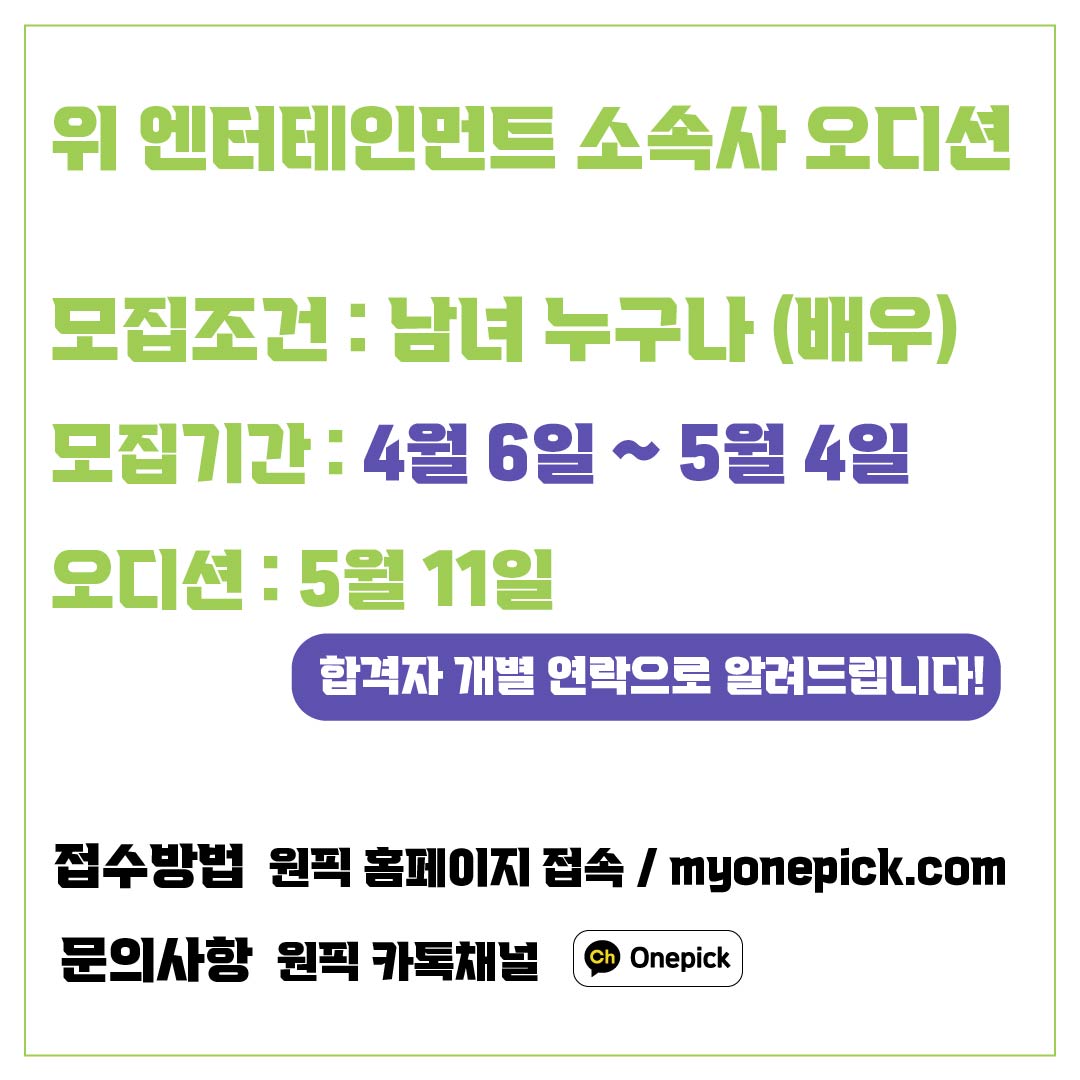 위 엔터테인먼트 소속사 오디션
모집조건 : 남녀 누구나 (배우)
모집기간 : 4월 6일 ~ 5월 4일
오디션 : 5월 11일
합격자 개별 연락으로 알려드립니다!
접수방법 원픽 홈페이지 접속 / myonepick.com
문의사항 원픽 카톡채널 Ch Onepick